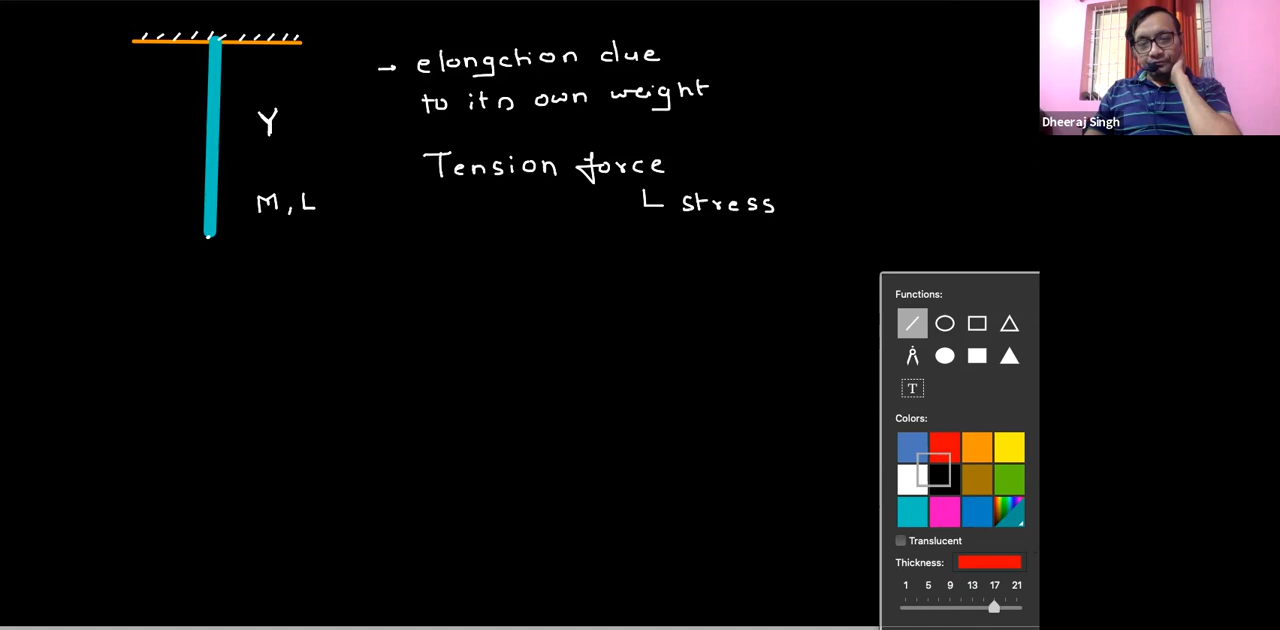 → elongation due
to its own weight
Y
Tension force
M, L
└ stress
Dheeraj Singh
Functions:
T
Colors:
Translucent
Thickness:
1 5 9 13 17 21